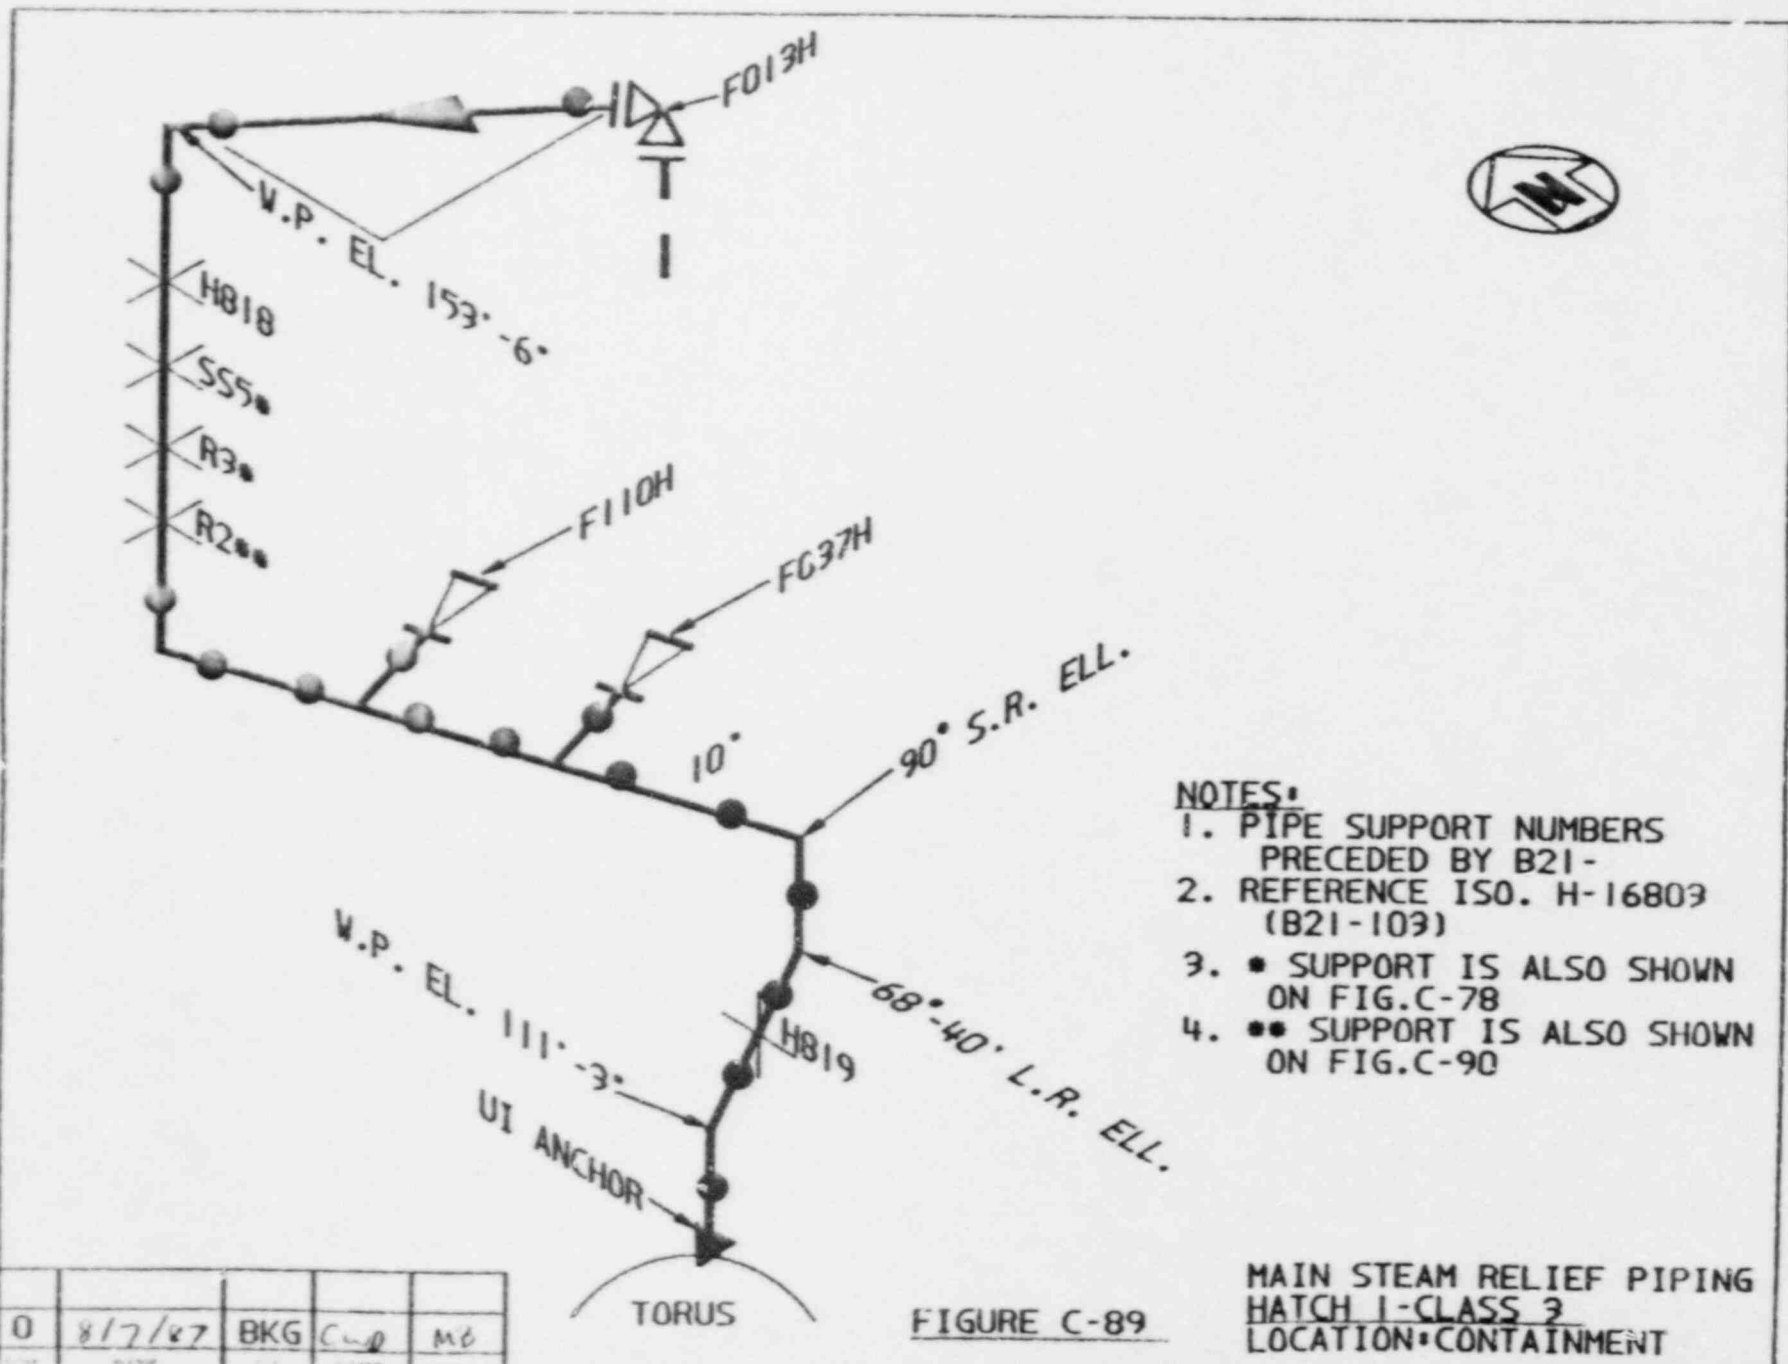 F013H
N
W.P. EL. 153'-6"
H818
SS5*
R3*
R2**
F110H
F037H
10"
90° S.R. ELL.
NOTES:
1. PIPE SUPPORT NUMBERS
PRECEDED BY B21-
2. REFERENCE ISO. H-16803
(B21-103)
3. * SUPPORT IS ALSO SHOWN
ON FIG.C-78
4. ** SUPPORT IS ALSO SHOWN
ON FIG.C-90
W.P. EL. 111'-3"
68°-40' L.R. ELL.
H819
UI ANCHOR
TORUS
FIGURE C-89
MAIN STEAM RELIEF PIPING
HATCH 1-CLASS 3
LOCATION:CONTAINMENT
0 8/7/87 BKG